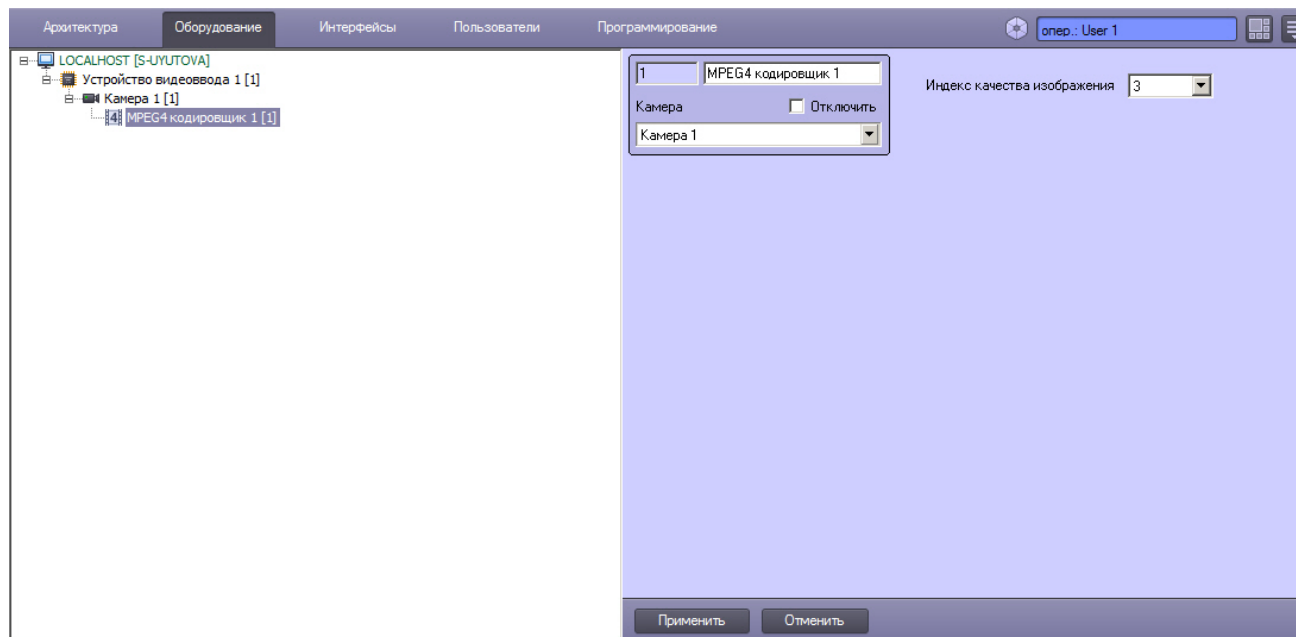 Архитектура Оборудование Интерфейсы Пользователи Программирование опер.: User 1
LOCALHOST [S-UYUTOVA]
Устройство видеоввода 1 [1]
Камера 1 [1]
4 MPEG4 кодировщик 1 [1]
1 MPEG4 кодировщик 1
Камера Отключить
Камера 1
Индекс качества изображения 3
Применить Отменить